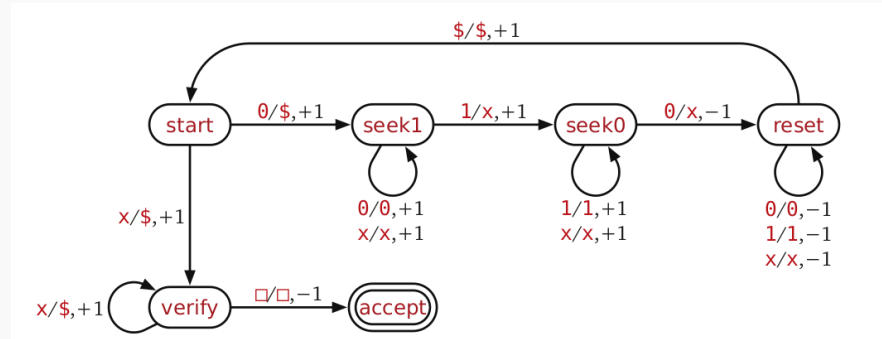 $/$,+1
start
0/$,+1
seek1
1/x,+1
seek0
0/x,−1
reset
0/0,+1
x/x,+1
1/1,+1
x/x,+1
0/0,−1
1/1,−1
x/x,−1
x/$,+1
x/$,+1
verify
□/□,−1
accept